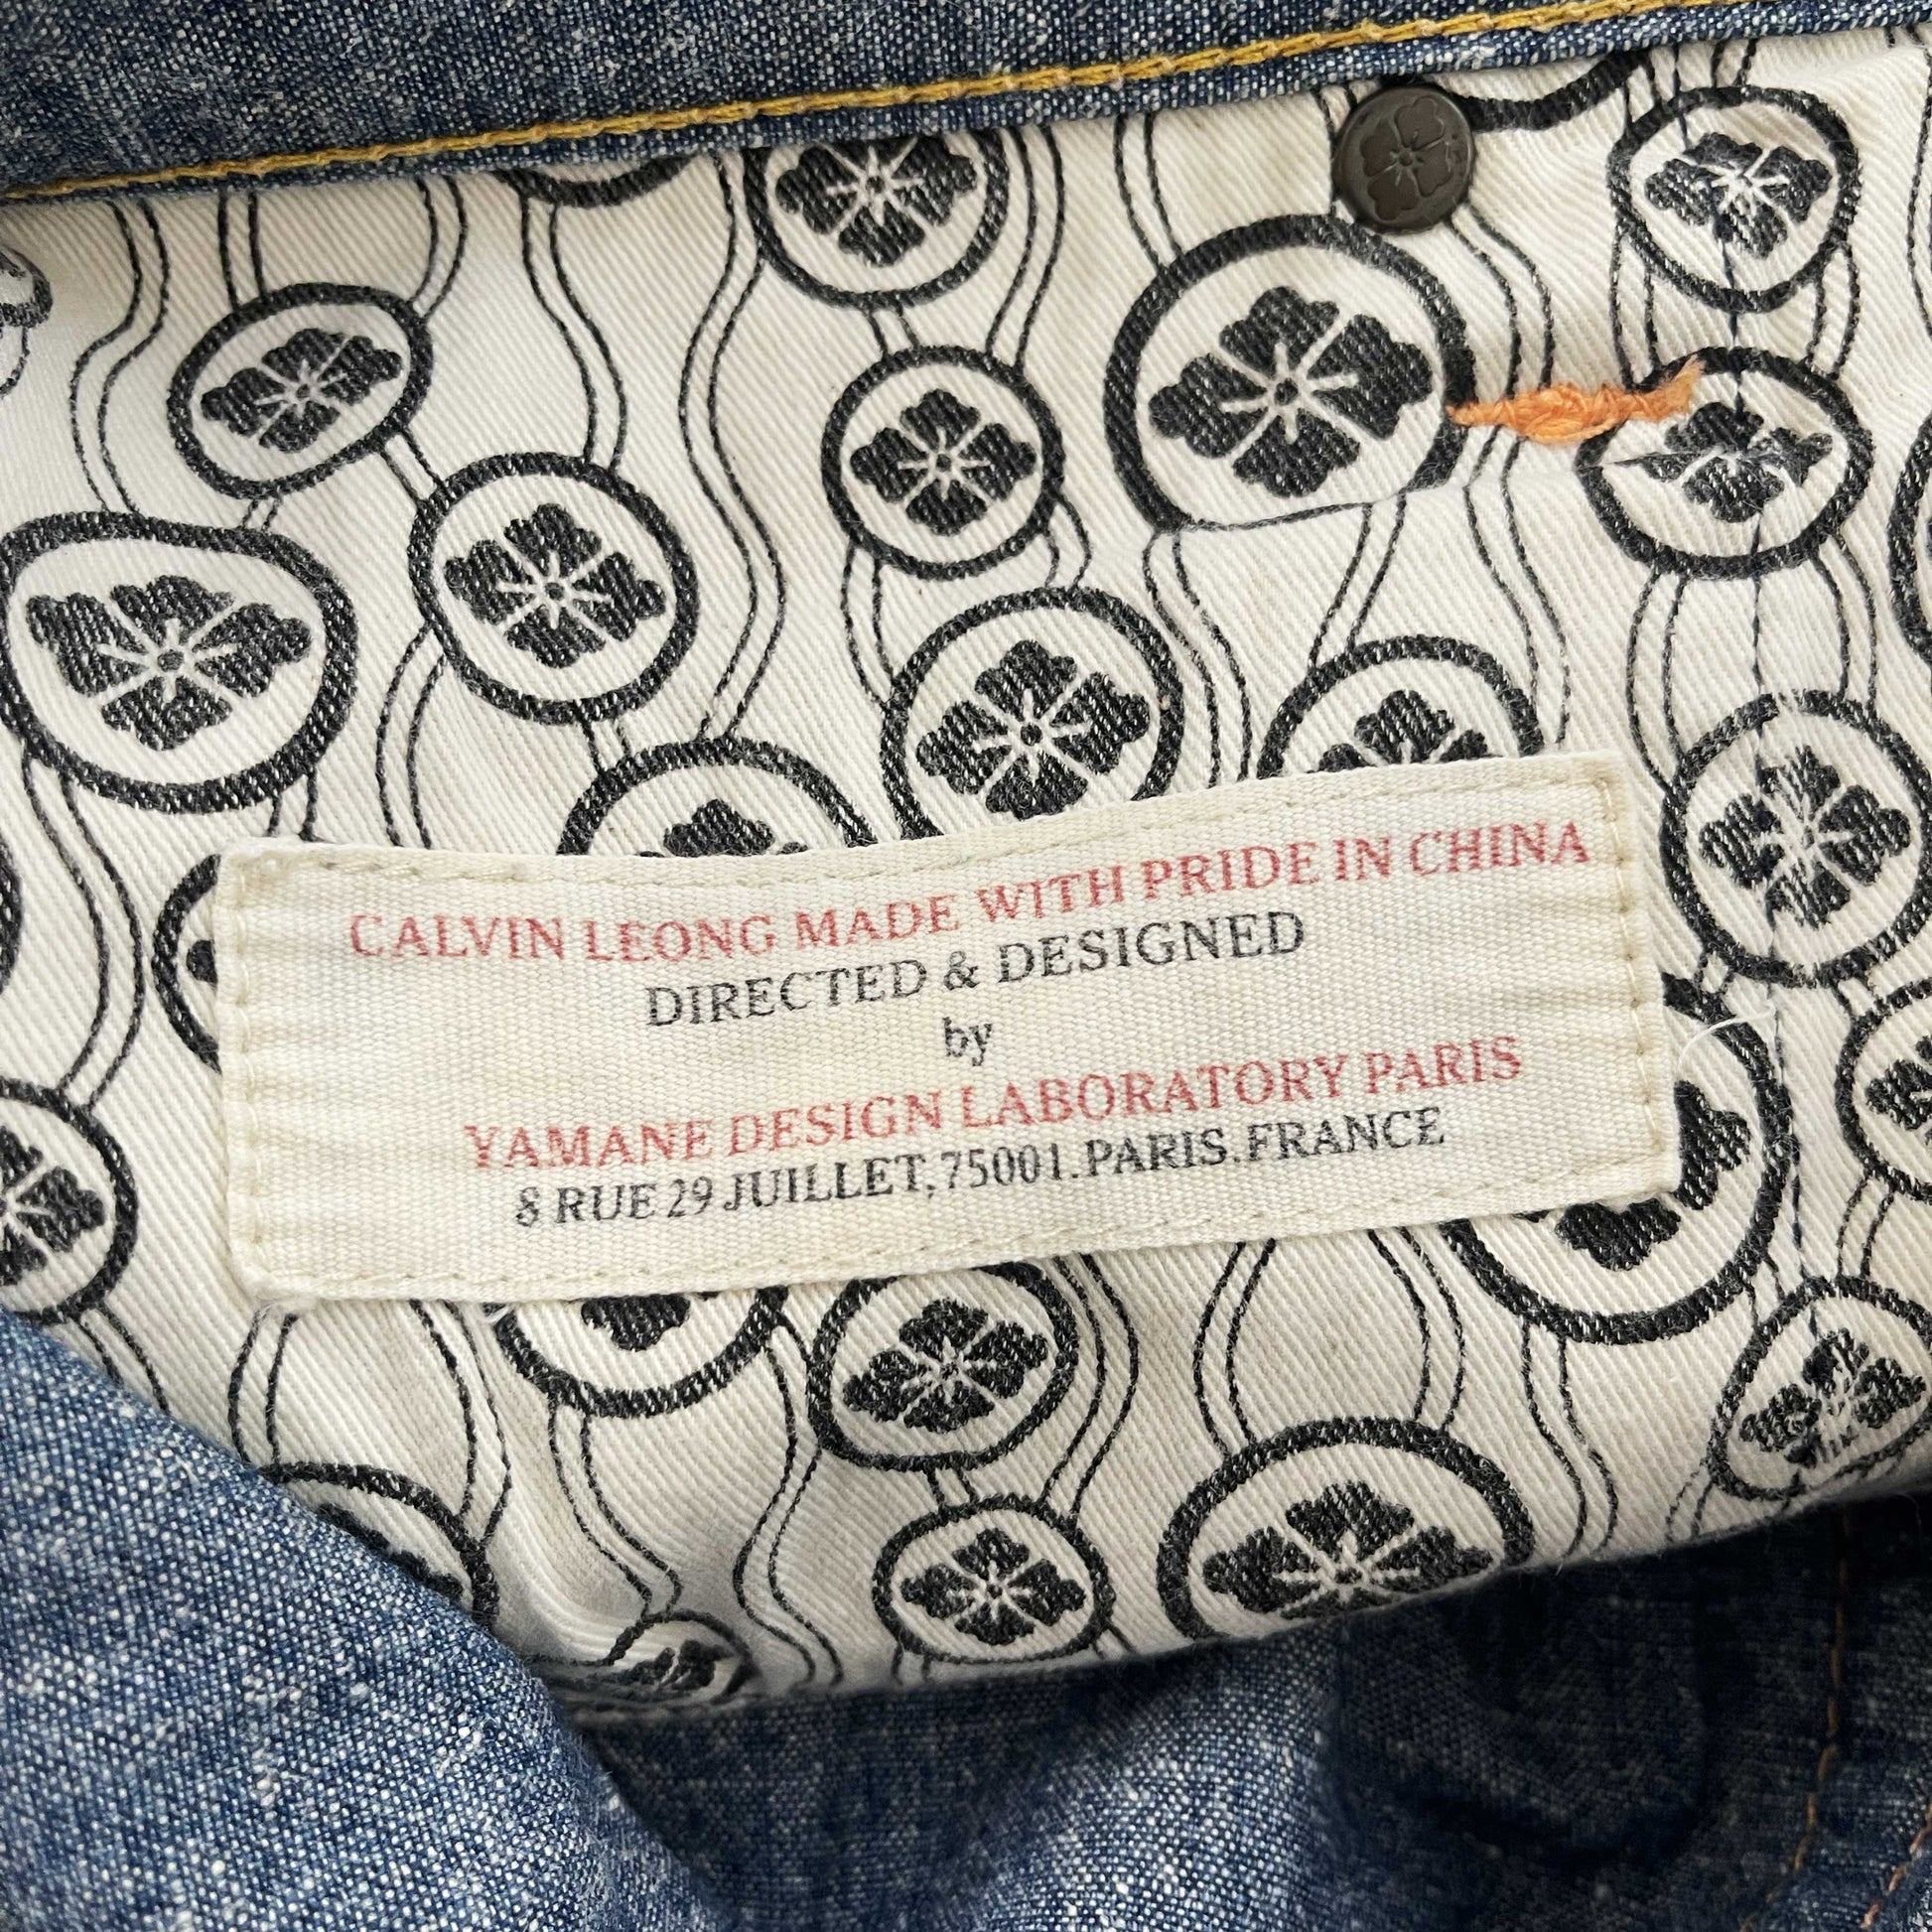 CALVIN LEONG MADE WITH PRIDE IN CHINA
DIRECTED & DESIGNED
by
YAMANE DESIGN LABORATORY PARIS
8 RUE 29 JUILLET, 75001.PARIS.FRANCE